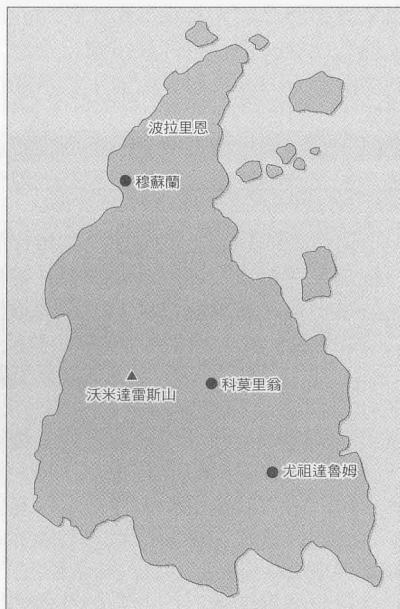 波拉里恩
穆蘇蘭
沃米達雷斯山
科莫里翁
尤祖達魯姆